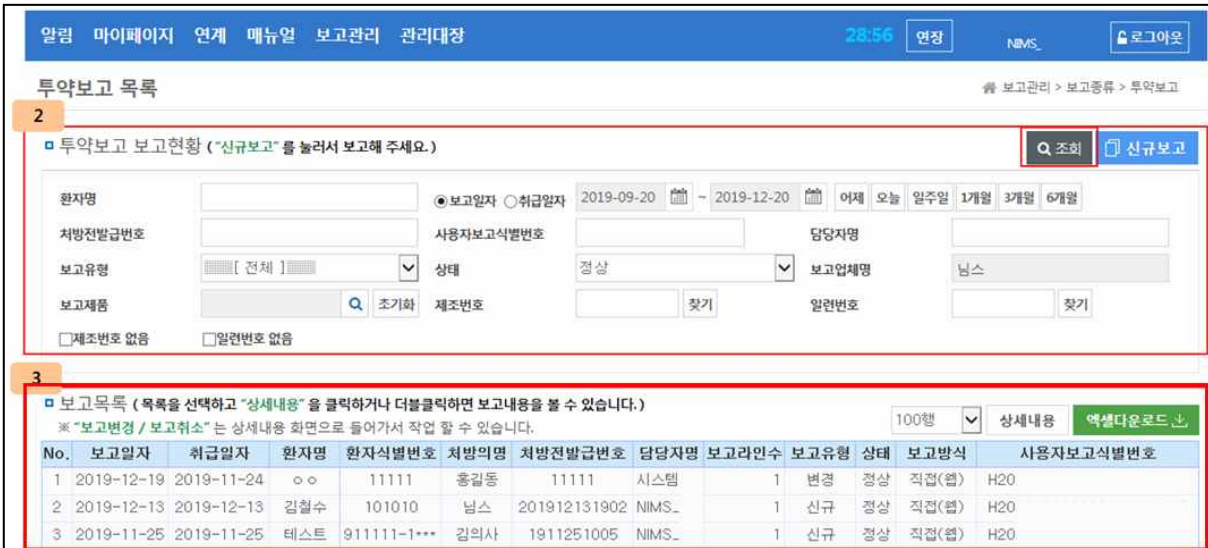 알림 마이페이지 연계 매뉴얼 보고관리 관리대장 28:56 연장 NIMS_ 로그아웃
투약보고 목록 보고관리 > 보고종류 > 투약보고
2
투약보고 보고현황 ( "신규보고" 를 눌러서 보고해 주세요. ) 조회 신규보고
환자명 보고일자 취급일자 2019-09-20 ~ 2019-12-20 어제 오늘 일주일 1개월 3개월 6개월
처방전발급번호 사용자보고식별번호 담당자명
보고유형 [ 전체 ] 상태 정상 보고업체명 님스
보고제품 초기화 제조번호 찾기 일련번호 찾기
제조번호 없음 일련번호 없음
3
보고목록 ( 목록을 선택하고 "상세내용" 을 클릭하거나 더블클릭하면 보고내용을 볼 수 있습니다. )
※ "보고변경 / 보고취소" 는 상세내용 화면으로 들어가서 작업 할 수 있습니다. 100행 상세내용 엑셀다운로드
No. 보고일자 취급일자 환자명 환자식별번호 처방의명 처방전발급번호 담당자명 보고라인수 보고유형 상태 보고방식 사용자보고식별번호
1 2019-12-19 2019-11-24 ㅇㅇ 11111 홍길동 11111 시스템 1 변경 정상 직접(웹) H20
2 2019-12-13 2019-12-13 김철수 101010 님스 201912131902 NIMS_ 1 신규 정상 직접(웹) H20
3 2019-11-25 2019-11-25 테스트 911111-1*** 김의사 1911251005 NIMS_ 1 신규 정상 직접(웹) H20